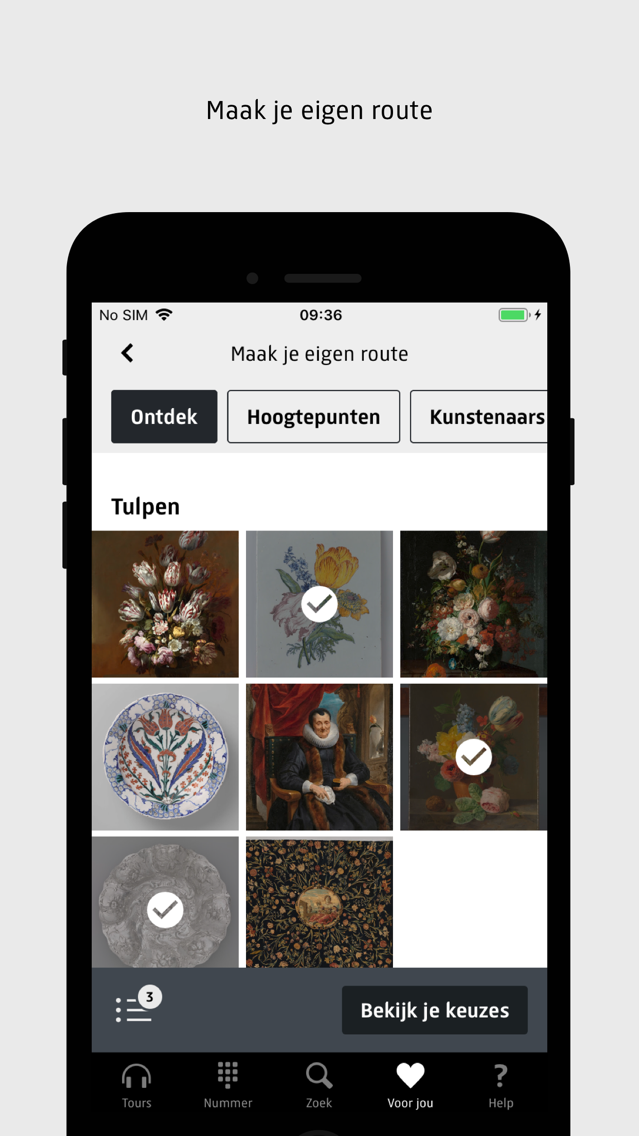 Maak je eigen route
No SIM 09:36
Maak je eigen route
Ontdek Hoogtepunten Kunstenaars
Tulpen
3
Bekijk je keuzes
Tours Nummer Zoek Voor jou Help